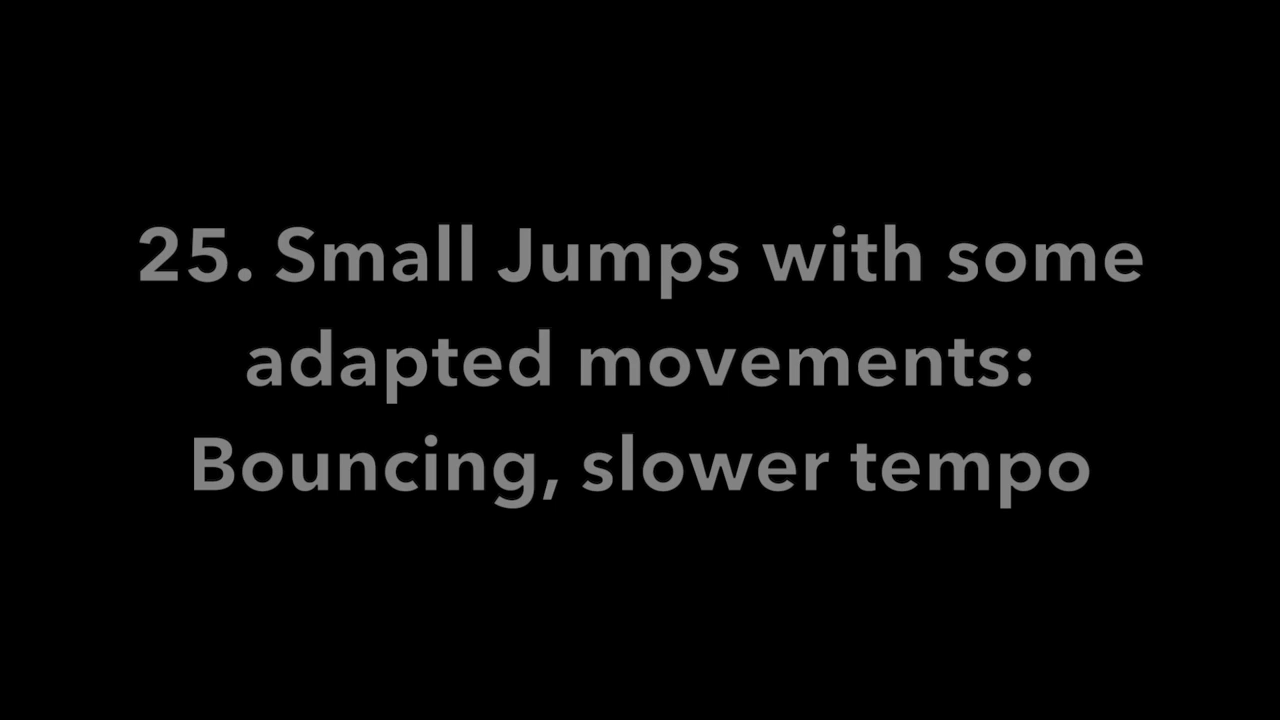 25. Small Jumps with some
adapted movements:
Bouncing, slower tempo